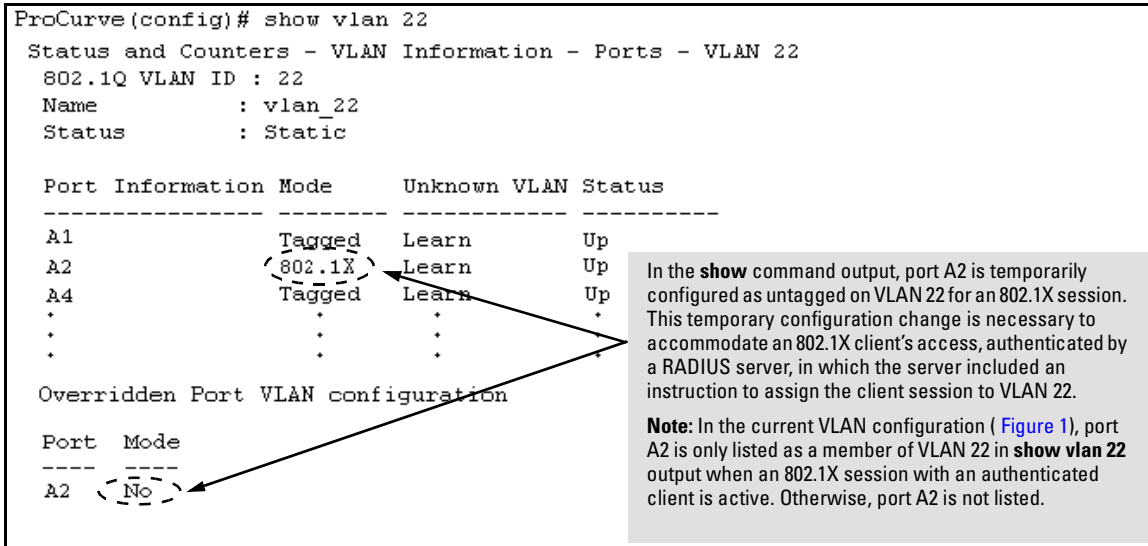 ProCurve(config)# show vlan 22
Status and Counters - VLAN Information - Ports - VLAN 22
802.1Q VLAN ID : 22
Name : vlan_22
Status : Static
Port Information Mode Unknown VLAN Status
---------------- -------- ------------ ----------
A1 Tagged Learn Up
A2 802.1X Learn Up
A4 Tagged Learn Up
. . . .
. . . .
. . . .
Overridden Port VLAN configuration
Port Mode
---- ----
A2 No
In the show command output, port A2 is temporarily
configured as untagged on VLAN 22 for an 802.1X session.
This temporary configuration change is necessary to
accommodate an 802.1X client's access, authenticated by
a RADIUS server, in which the server included an
instruction to assign the client session to VLAN 22.
Note: In the current VLAN configuration ( Figure 1), port
A2 is only listed as a member of VLAN 22 in show vlan 22
output when an 802.1X session with an authenticated
client is active. Otherwise, port A2 is not listed.